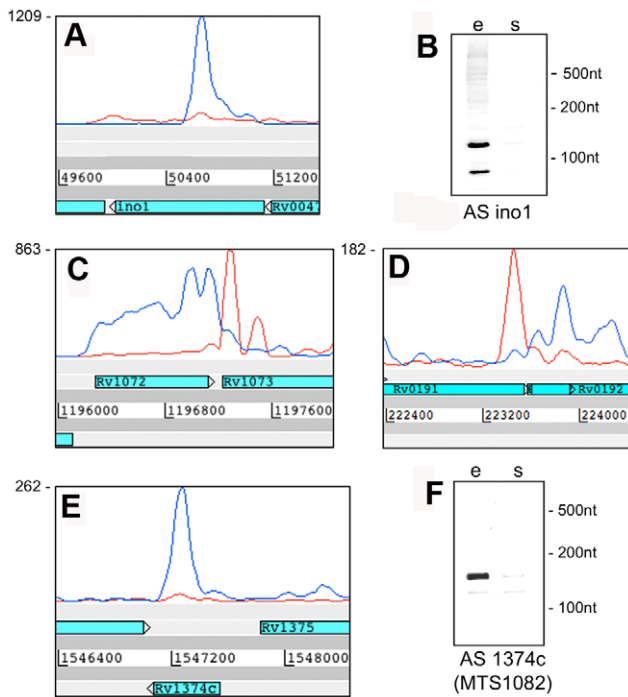 1209 - A
49600 50400 51200
ino1 Rv0047
B e s
- 500nt
- 200nt
- 100nt
AS ino1
863 - C
Rv1072 Rv1073
1196000 1196800 1197600
182 - D
Rv0191 Rv0192
222400 223200 224000
262 - E
Rv1375
1546400 1547200 1548000
Rv1374c
F e s
- 500nt
- 200nt
- 100nt
AS 1374c
(MTS1082)